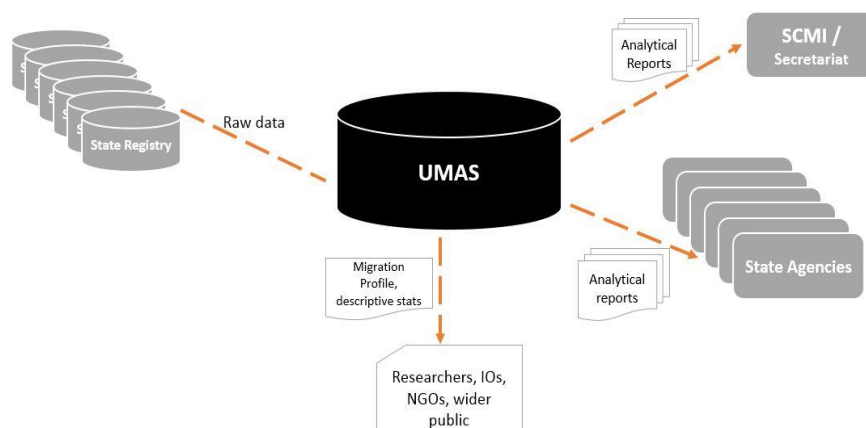 Analytical
Reports
SCMI /
Secretariat
S
S
S
S
S
State Registry
Raw data
UMAS
Migration
Profile,
descriptive stats
Analytical
reports
State Agencies
Researchers, IOs,
NGOs, wider
public